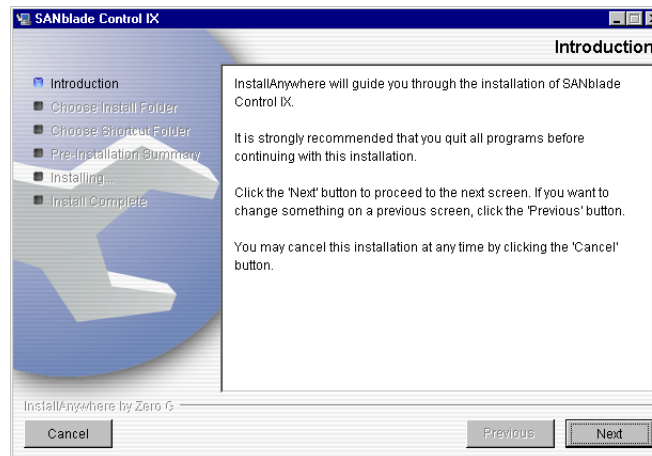 SANblade Control IX
Introduction
Introduction
Choose Install Folder
Choose Shortcut Folder
Pre-Installation Summary
Installing...
Install Complete
InstallAnywhere will guide you through the installation of SANblade
Control IX.
It is strongly recommended that you quit all programs before
continuing with this installation.
Click the 'Next' button to proceed to the next screen. If you want to
change something on a previous screen, click the 'Previous' button.
You may cancel this installation at any time by clicking the 'Cancel'
button.
InstallAnywhere by Zero G
Cancel
Previous
Next